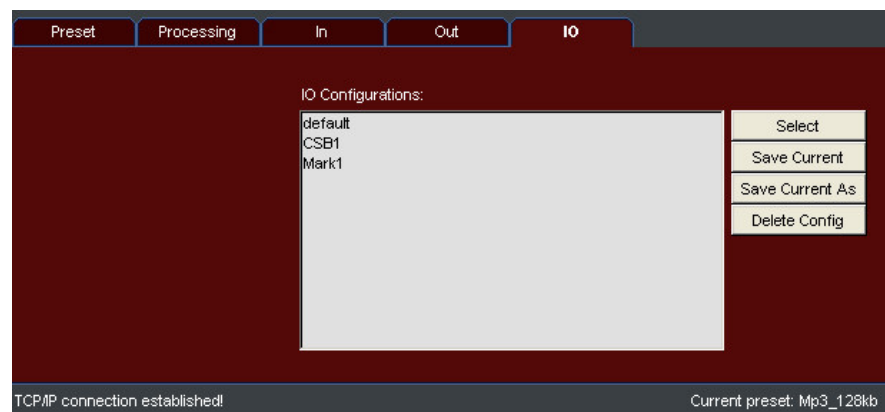 Preset Processing In Out IO
IO Configurations:
default
CSB1
Mark1
Select
Save Current
Save Current As
Delete Config
TCP/IP connection established! Current preset: Mp3_128kb